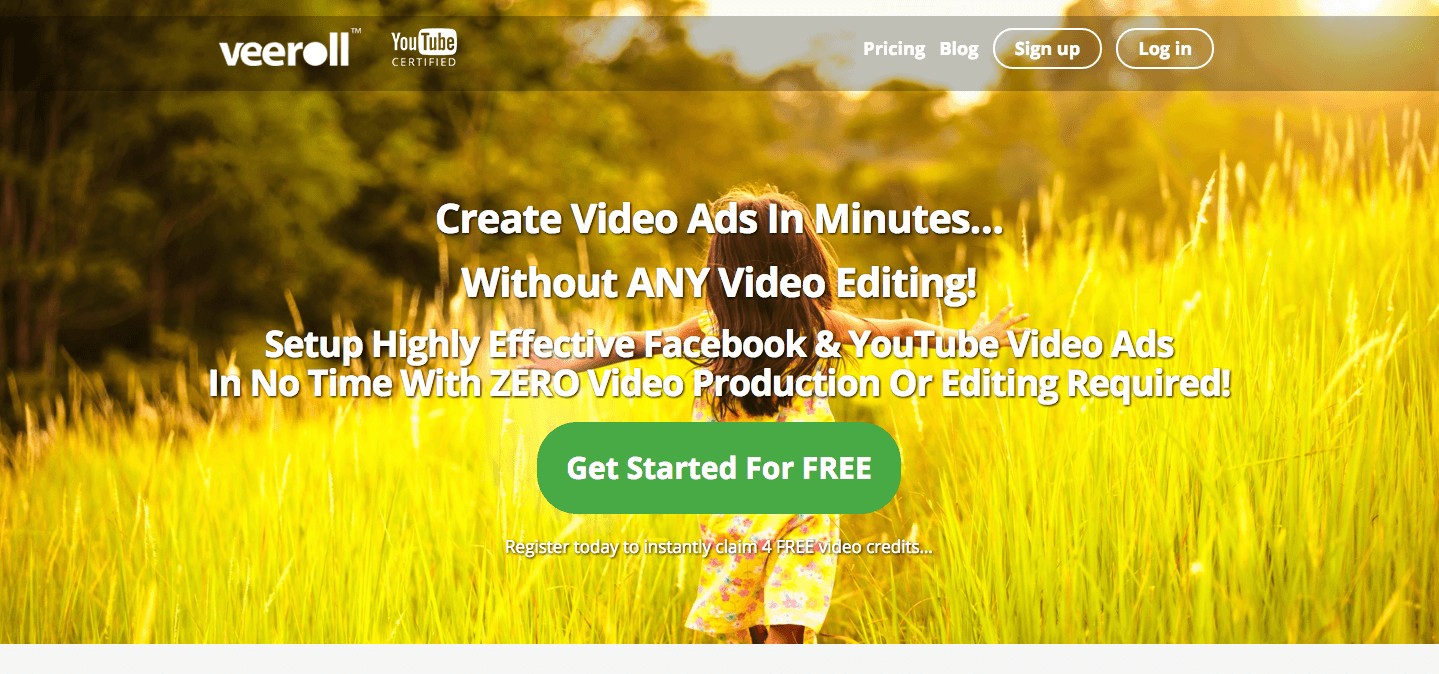 veeroll™
YouTube
CERTIFIED
Pricing
Blog
Sign up
Log in
Create Video Ads In Minutes...
Without ANY Video Editing!
Setup Highly Effective Facebook & YouTube Video Ads
In No Time With ZERO Video Production Or Editing Required!
Get Started For FREE
Register today to instantly claim 4 FREE video credits...